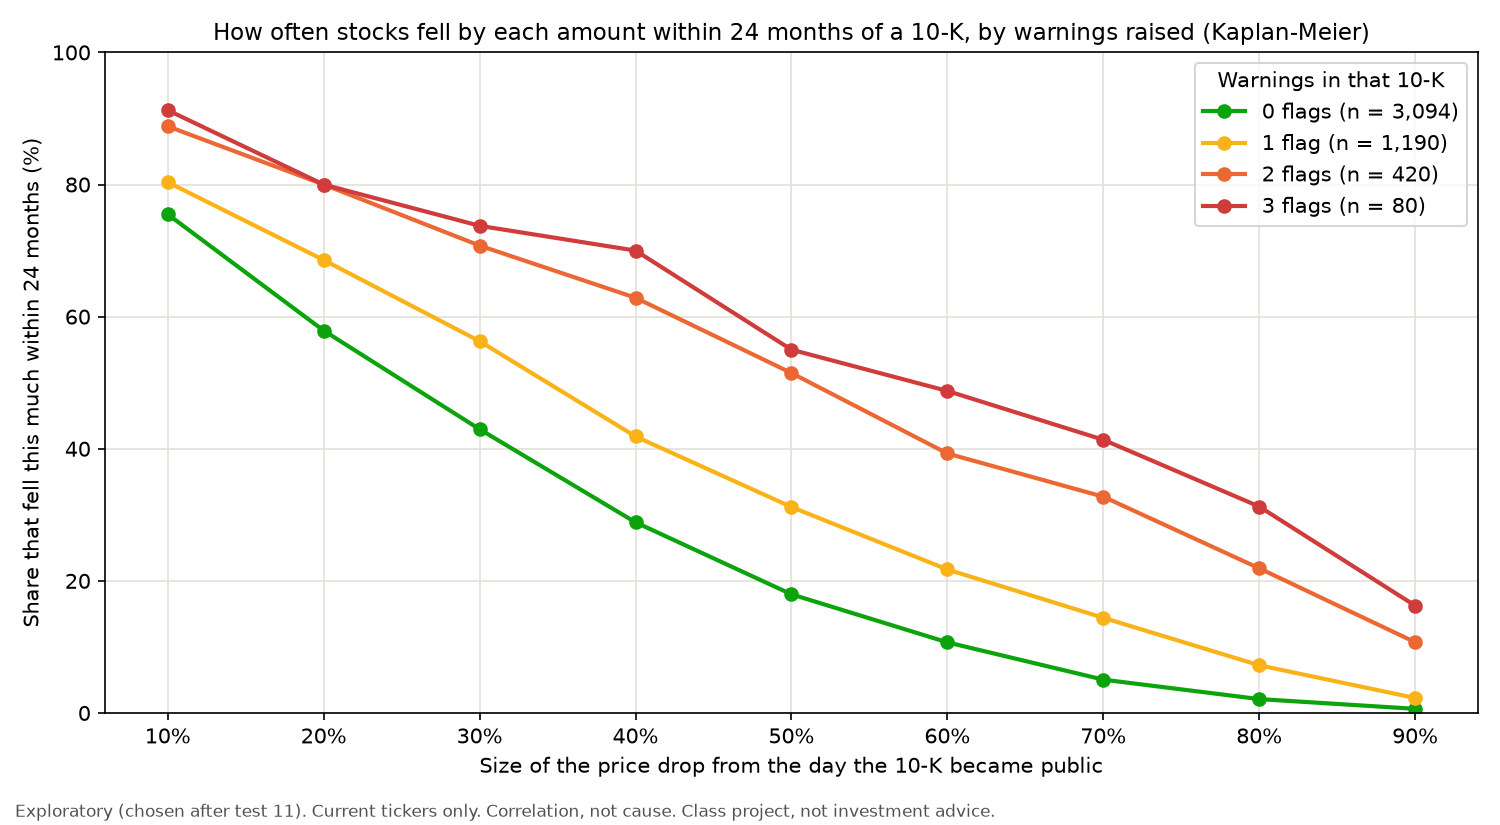 How often stocks fell by each amount within 24 months of a 10-K, by warnings raised (Kaplan-Meier)
Share that fell this much within 24 months (%)
100
80
60
40
20
0
Warnings in that 10-K
0 flags (n = 3,094)
1 flag (n = 1,190)
2 flags (n = 420)
3 flags (n = 80)
10% 20% 30% 40% 50% 60% 70% 80% 90%
Size of the price drop from the day the 10-K became public
Exploratory (chosen after test 11). Current tickers only. Correlation, not cause. Class project, not investment advice.